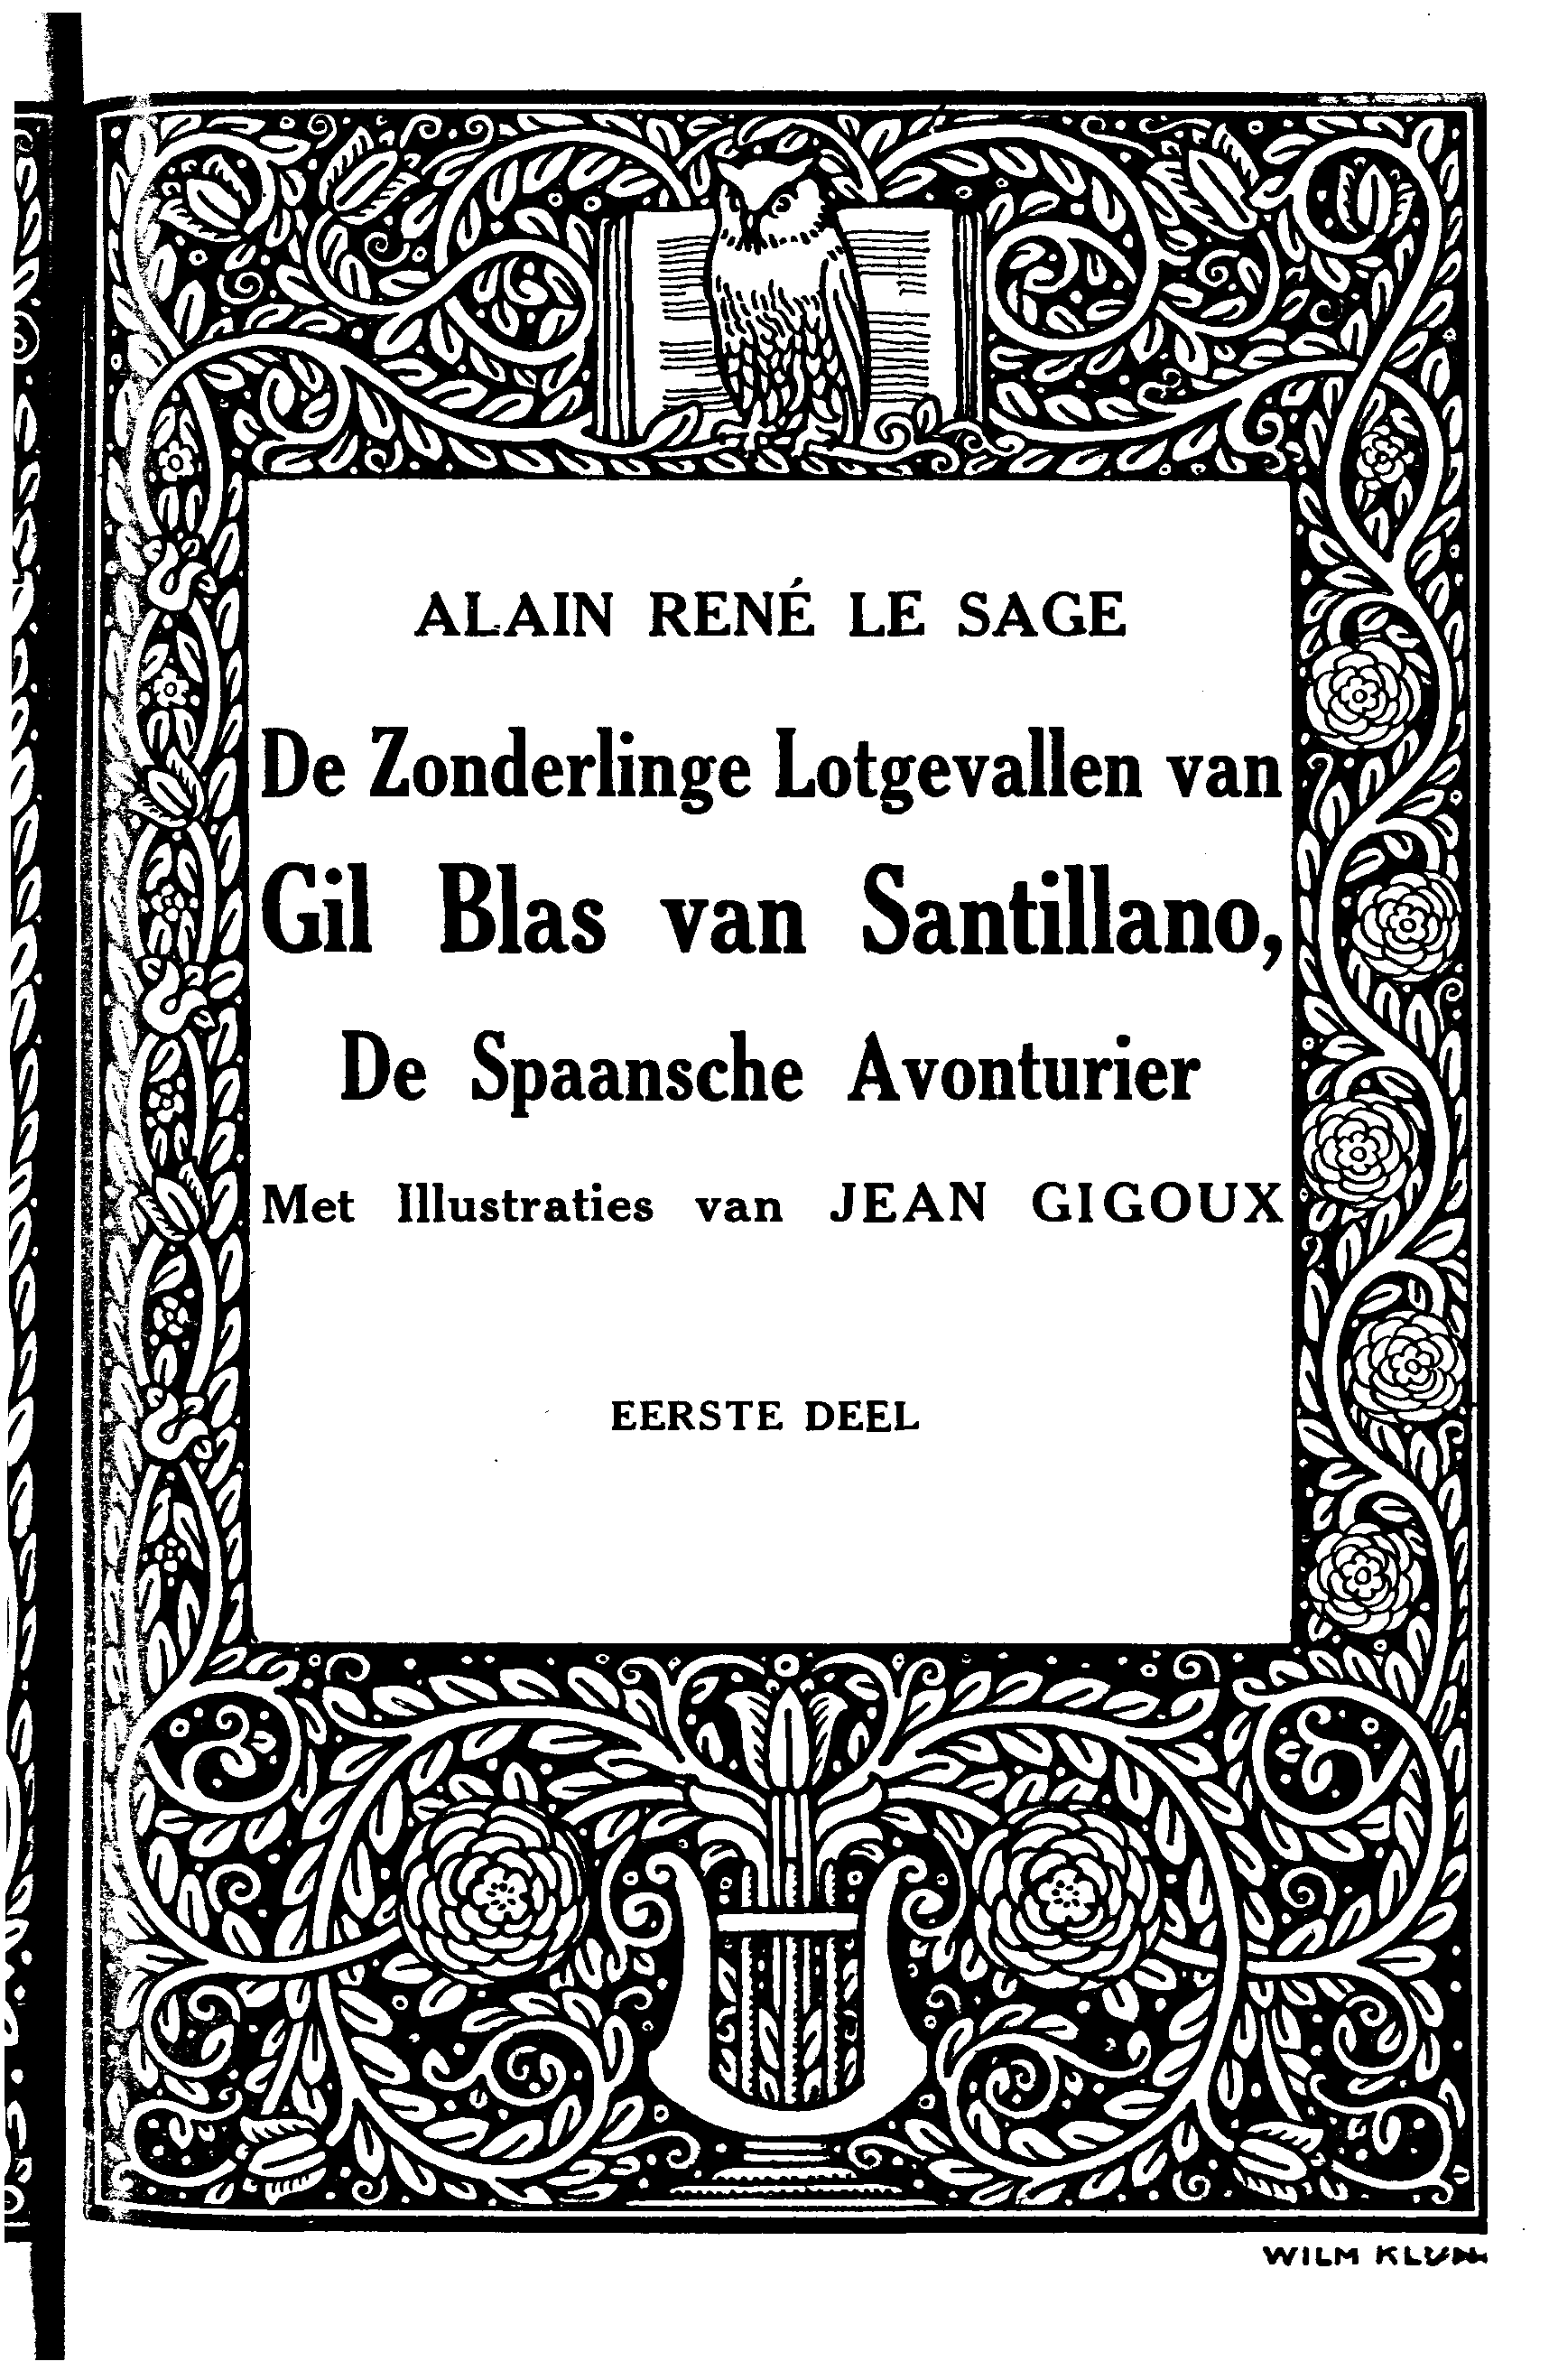 ALAIN RENÉ LE SAGE
De Zonderlinge Lotgevallen van
Gil Blas van Santillano,
De Spaansche Avonturier
Met Illustraties van JEAN GIGOUX
EERSTE DEEL
WILM